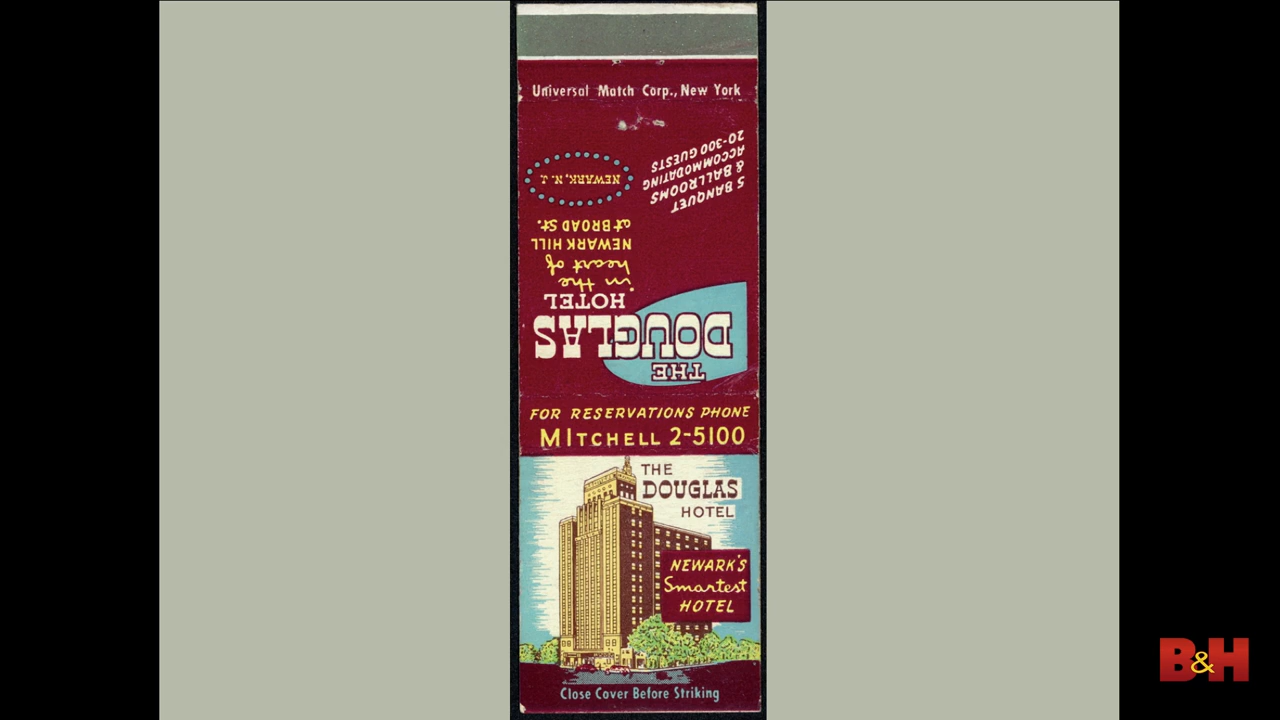 Universal Match Corp., New York
5 BANQUET
& BALLROOMS
ACCOMMODATING
20-300 GUESTS
THE
DOUGLAS
HOTEL
in the
heart of
NEWARK HILL
at BROAD St.
NEWARK, N. J.
FOR RESERVATIONS PHONE
MITCHELL 2-5100
THE
DOUGLAS
HOTEL
NEWARK'S
Smartest
HOTEL
Close Cover Before Striking
B&H